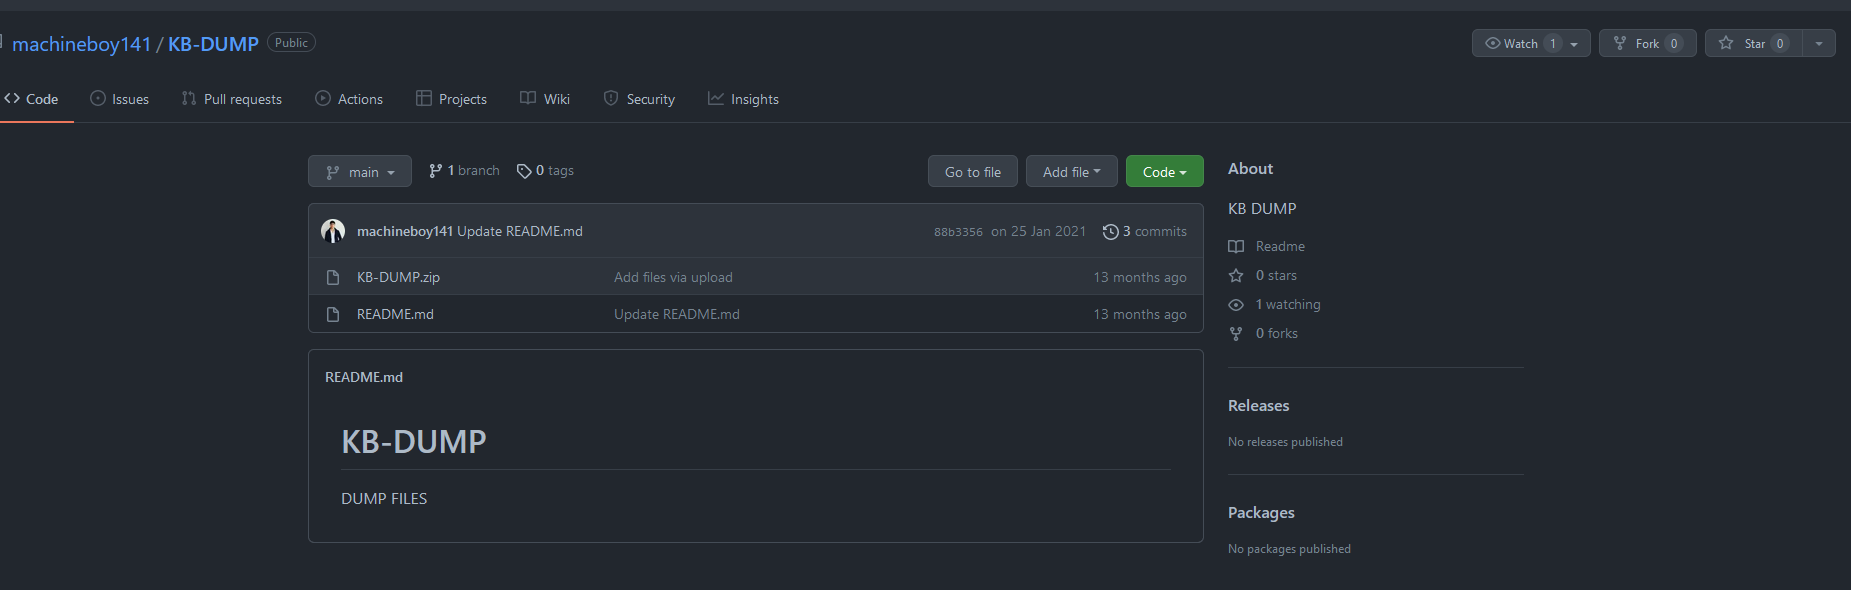 machineboy141 / KB-DUMP Public
Watch 1 Fork 0 Star 0
Code Issues Pull requests Actions Projects Wiki Security Insights
main 1 branch 0 tags Go to file Add file Code
machineboy141 Update README.md 88b3356 on 25 Jan 2021 3 commits
KB-DUMP.zip Add files via upload 13 months ago
README.md Update README.md 13 months ago
README.md
KB-DUMP
DUMP FILES
About
KB DUMP
Readme
0 stars
1 watching
0 forks
Releases
No releases published
Packages
No packages published